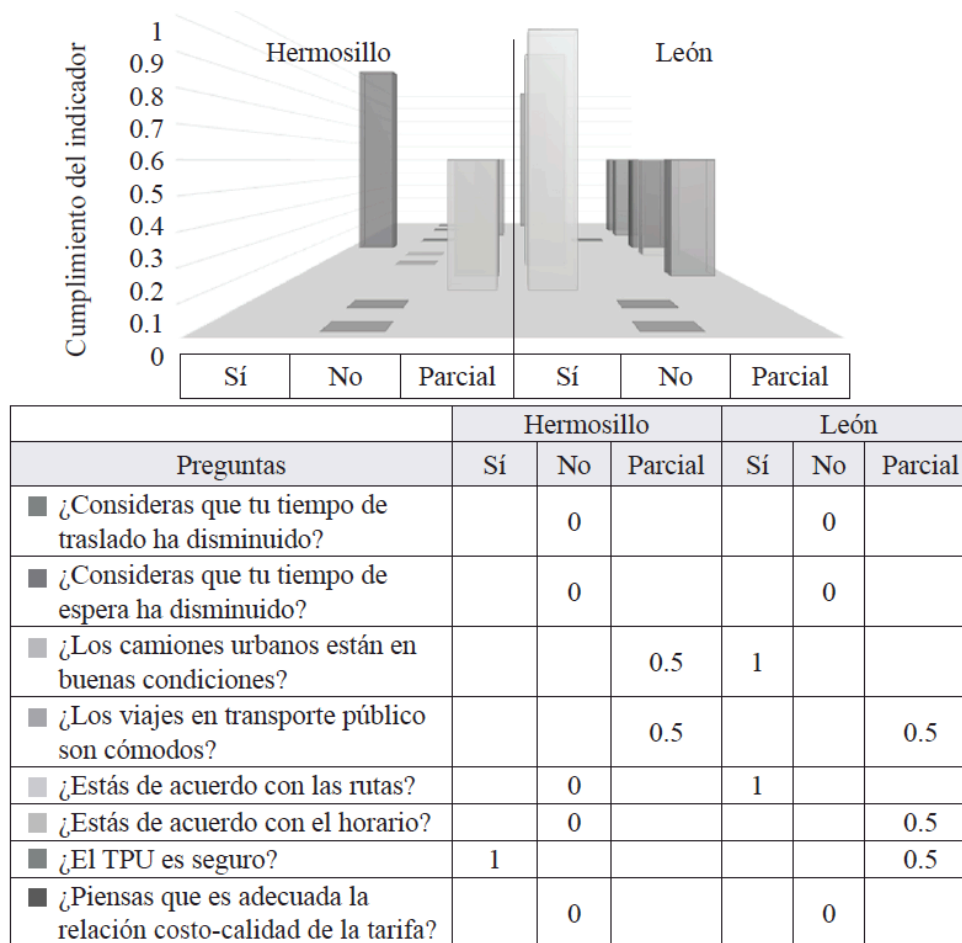 Cumplimiento del indicador
1
0.9
0.8
0.7
0.6
0.5
0.4
0.3
0.2
0.1
0
Hermosillo
León
Sí No Parcial Sí No Parcial
Hermosillo León
Preguntas Sí No Parcial Sí No Parcial
¿Consideras que tu tiempo de
traslado ha disminuido?
0 0
¿Consideras que tu tiempo de
espera ha disminuido?
0 0
¿Los camiones urbanos están en
buenas condiciones?
0.5 1
¿Los viajes en transporte público
son cómodos?
0.5 0.5
¿Estás de acuerdo con las rutas? 0 1
¿Estás de acuerdo con el horario? 0 0.5
¿El TPU es seguro? 1 0.5
¿Piensas que es adecuada la
relación costo-calidad de la tarifa?
0 0